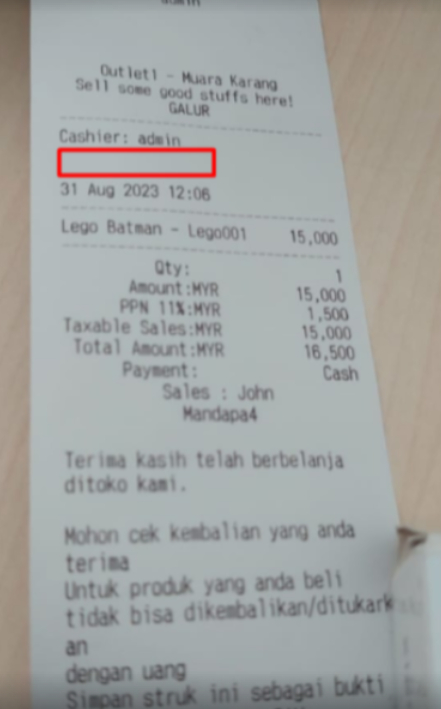 admin
Outlet1 - Muara Karang
Sell some good stuffs here!
GALUR
Cashier: admin
31 Aug 2023 12:06
Lego Batman - Lego001 15,000
Qty: 1
Amount:MYR 15,000
PPN 11%:MYR 1,500
Taxable Sales:MYR 15,000
Total Amount:MYR 16,500
Payment: Cash
Sales : John
Mandapa4
Terima kasih telah berbelanja
ditoko kami.
Mohon cek kembalian yang anda
terima
Untuk produk yang anda beli
tidak bisa dikembalikan/ditukark
an
dengan uang
Simpan struk ini sebagai bukti